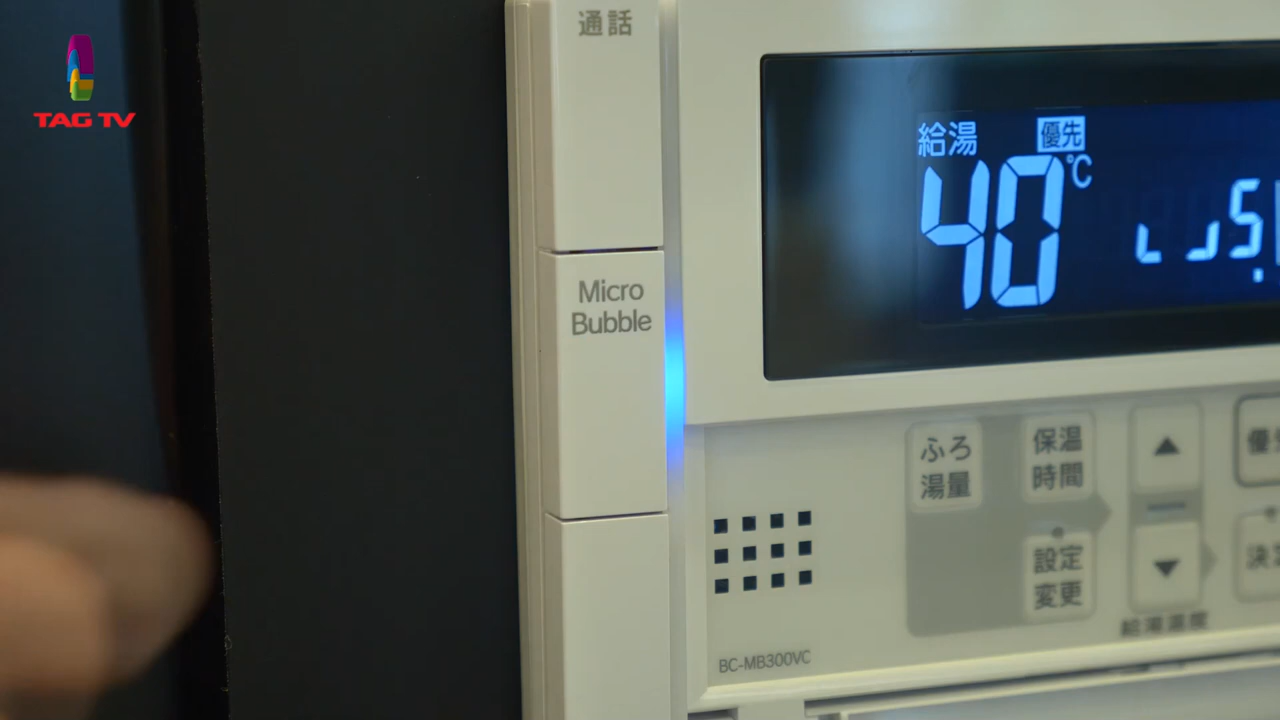 TAG TV
通話
Micro
Bubble
給湯
優先
40℃
ふろ
湯量
保温
時間
設定
変更
給湯温度
BC-MB300VC